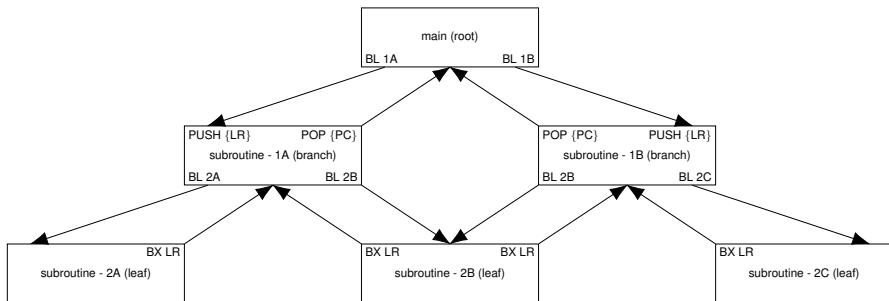 main (root)
BL 1A BL 1B
PUSH {LR} POP {PC}
subroutine - 1A (branch)
BL 2A BL 2B
POP {PC} PUSH {LR}
subroutine - 1B (branch)
BL 2B BL 2C
BX LR
subroutine - 2A (leaf)
BX LR BX LR
subroutine - 2B (leaf)
BX LR
subroutine - 2C (leaf)